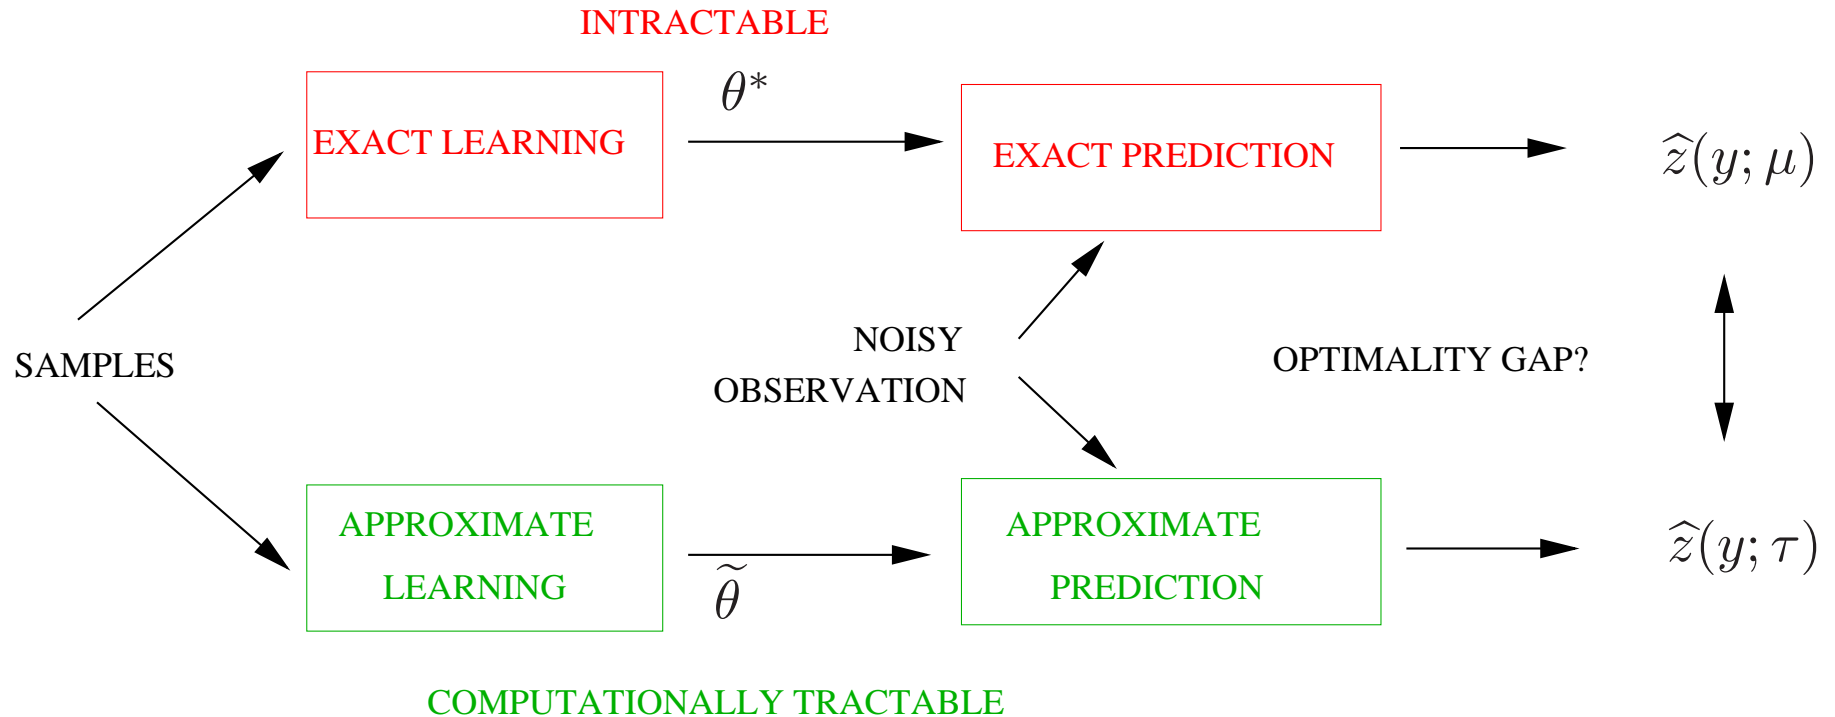 INTRACTABLE
θ*
EXACT LEARNING
EXACT PREDICTION
ẑ(y; μ)
NOISY
OBSERVATION
SAMPLES
OPTIMALITY GAP?
APPROXIMATE
LEARNING
θ̃
APPROXIMATE
PREDICTION
ẑ(y; τ)
COMPUTATIONALLY TRACTABLE